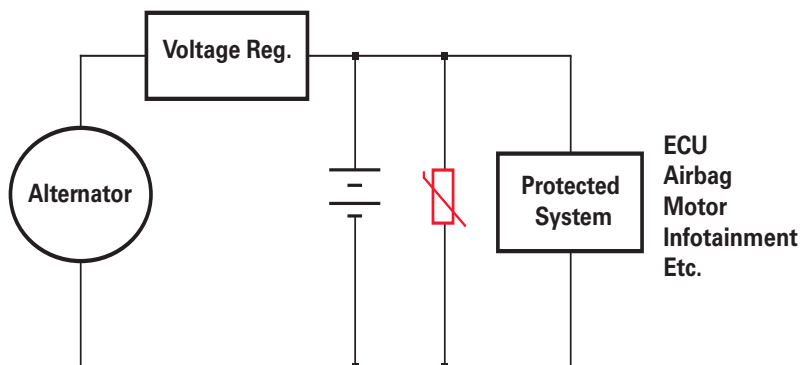 Voltage Reg.
Alternator
Protected
System
ECU
Airbag
Motor
Infotainment
Etc.